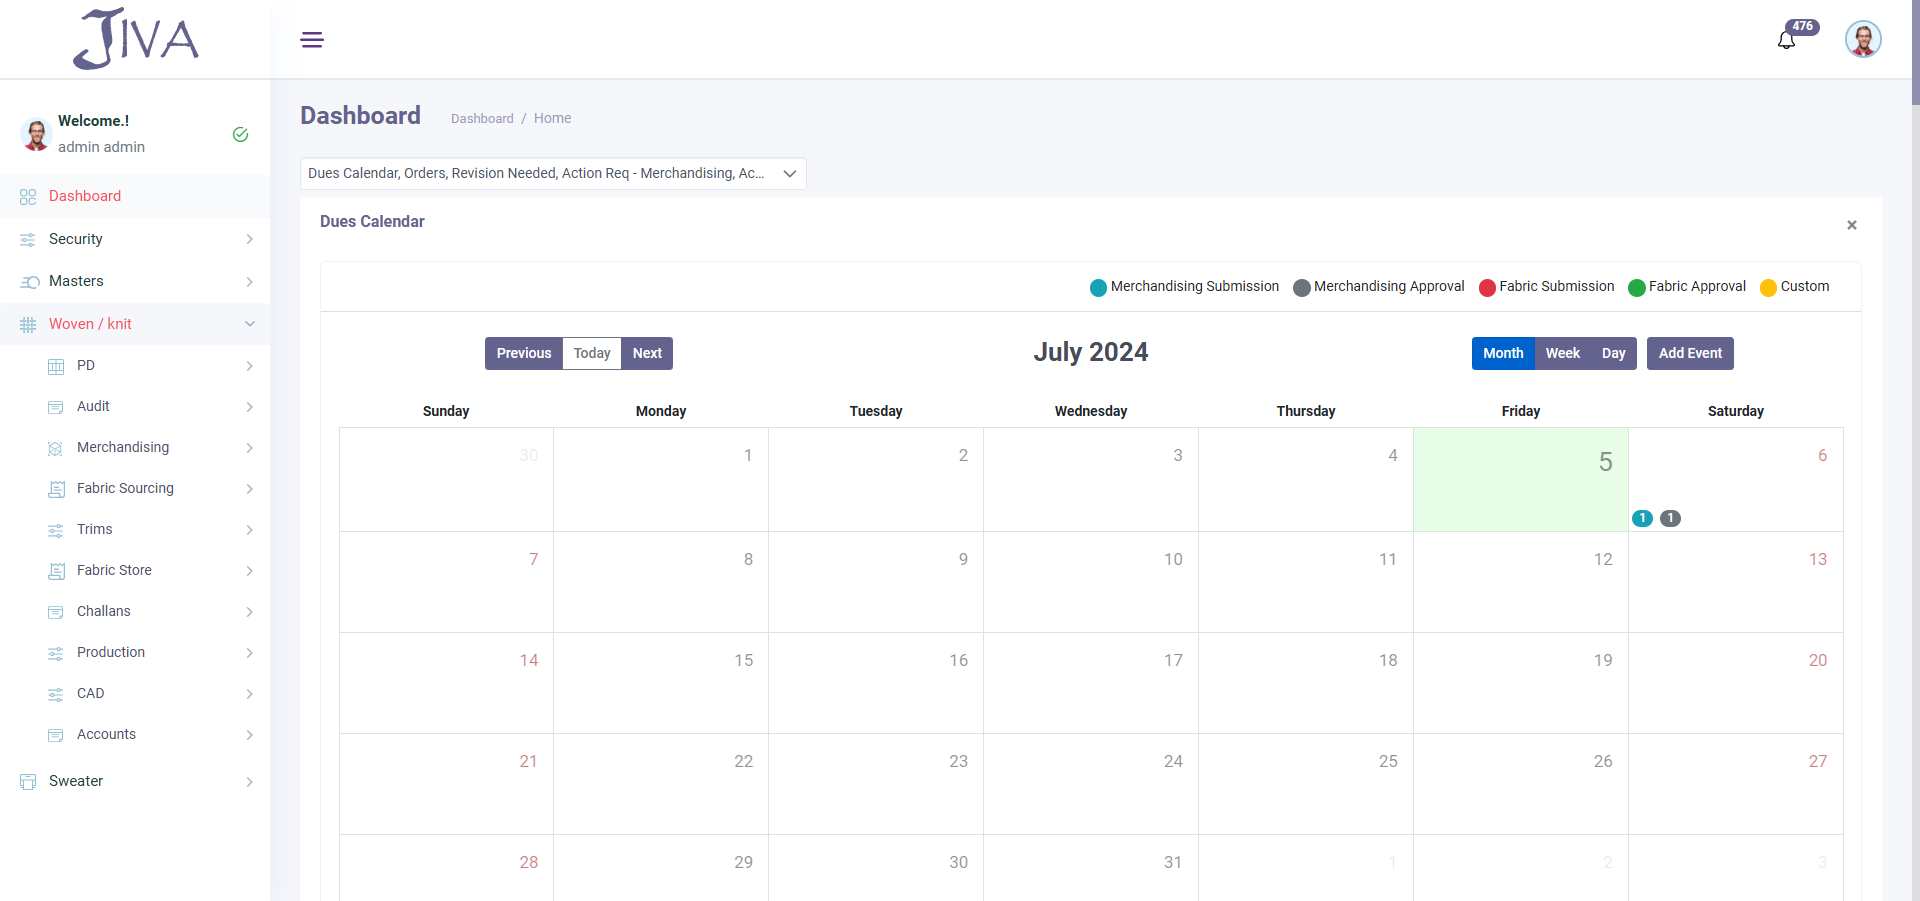 JIVA
476
Welcome.!
admin admin
Dashboard
Security
Masters
Woven / knit
PD
Audit
Merchandising
Fabric Sourcing
Trims
Fabric Store
Challans
Production
CAD
Accounts
Sweater
Dashboard
Dashboard / Home
Dues Calendar, Orders, Revision Needed, Action Req - Merchandising, Ac...
Dues Calendar
×
Merchandising Submission Merchandising Approval Fabric Submission Fabric Approval Custom
Previous Today Next
July 2024
Month Week Day Add Event
Sunday Monday Tuesday Wednesday Thursday Friday Saturday
30 1 2 3 4 5 6
1 1
7 8 9 10 11 12 13
14 15 16 17 18 19 20
21 22 23 24 25 26 27
28 29 30 31 1 2 3